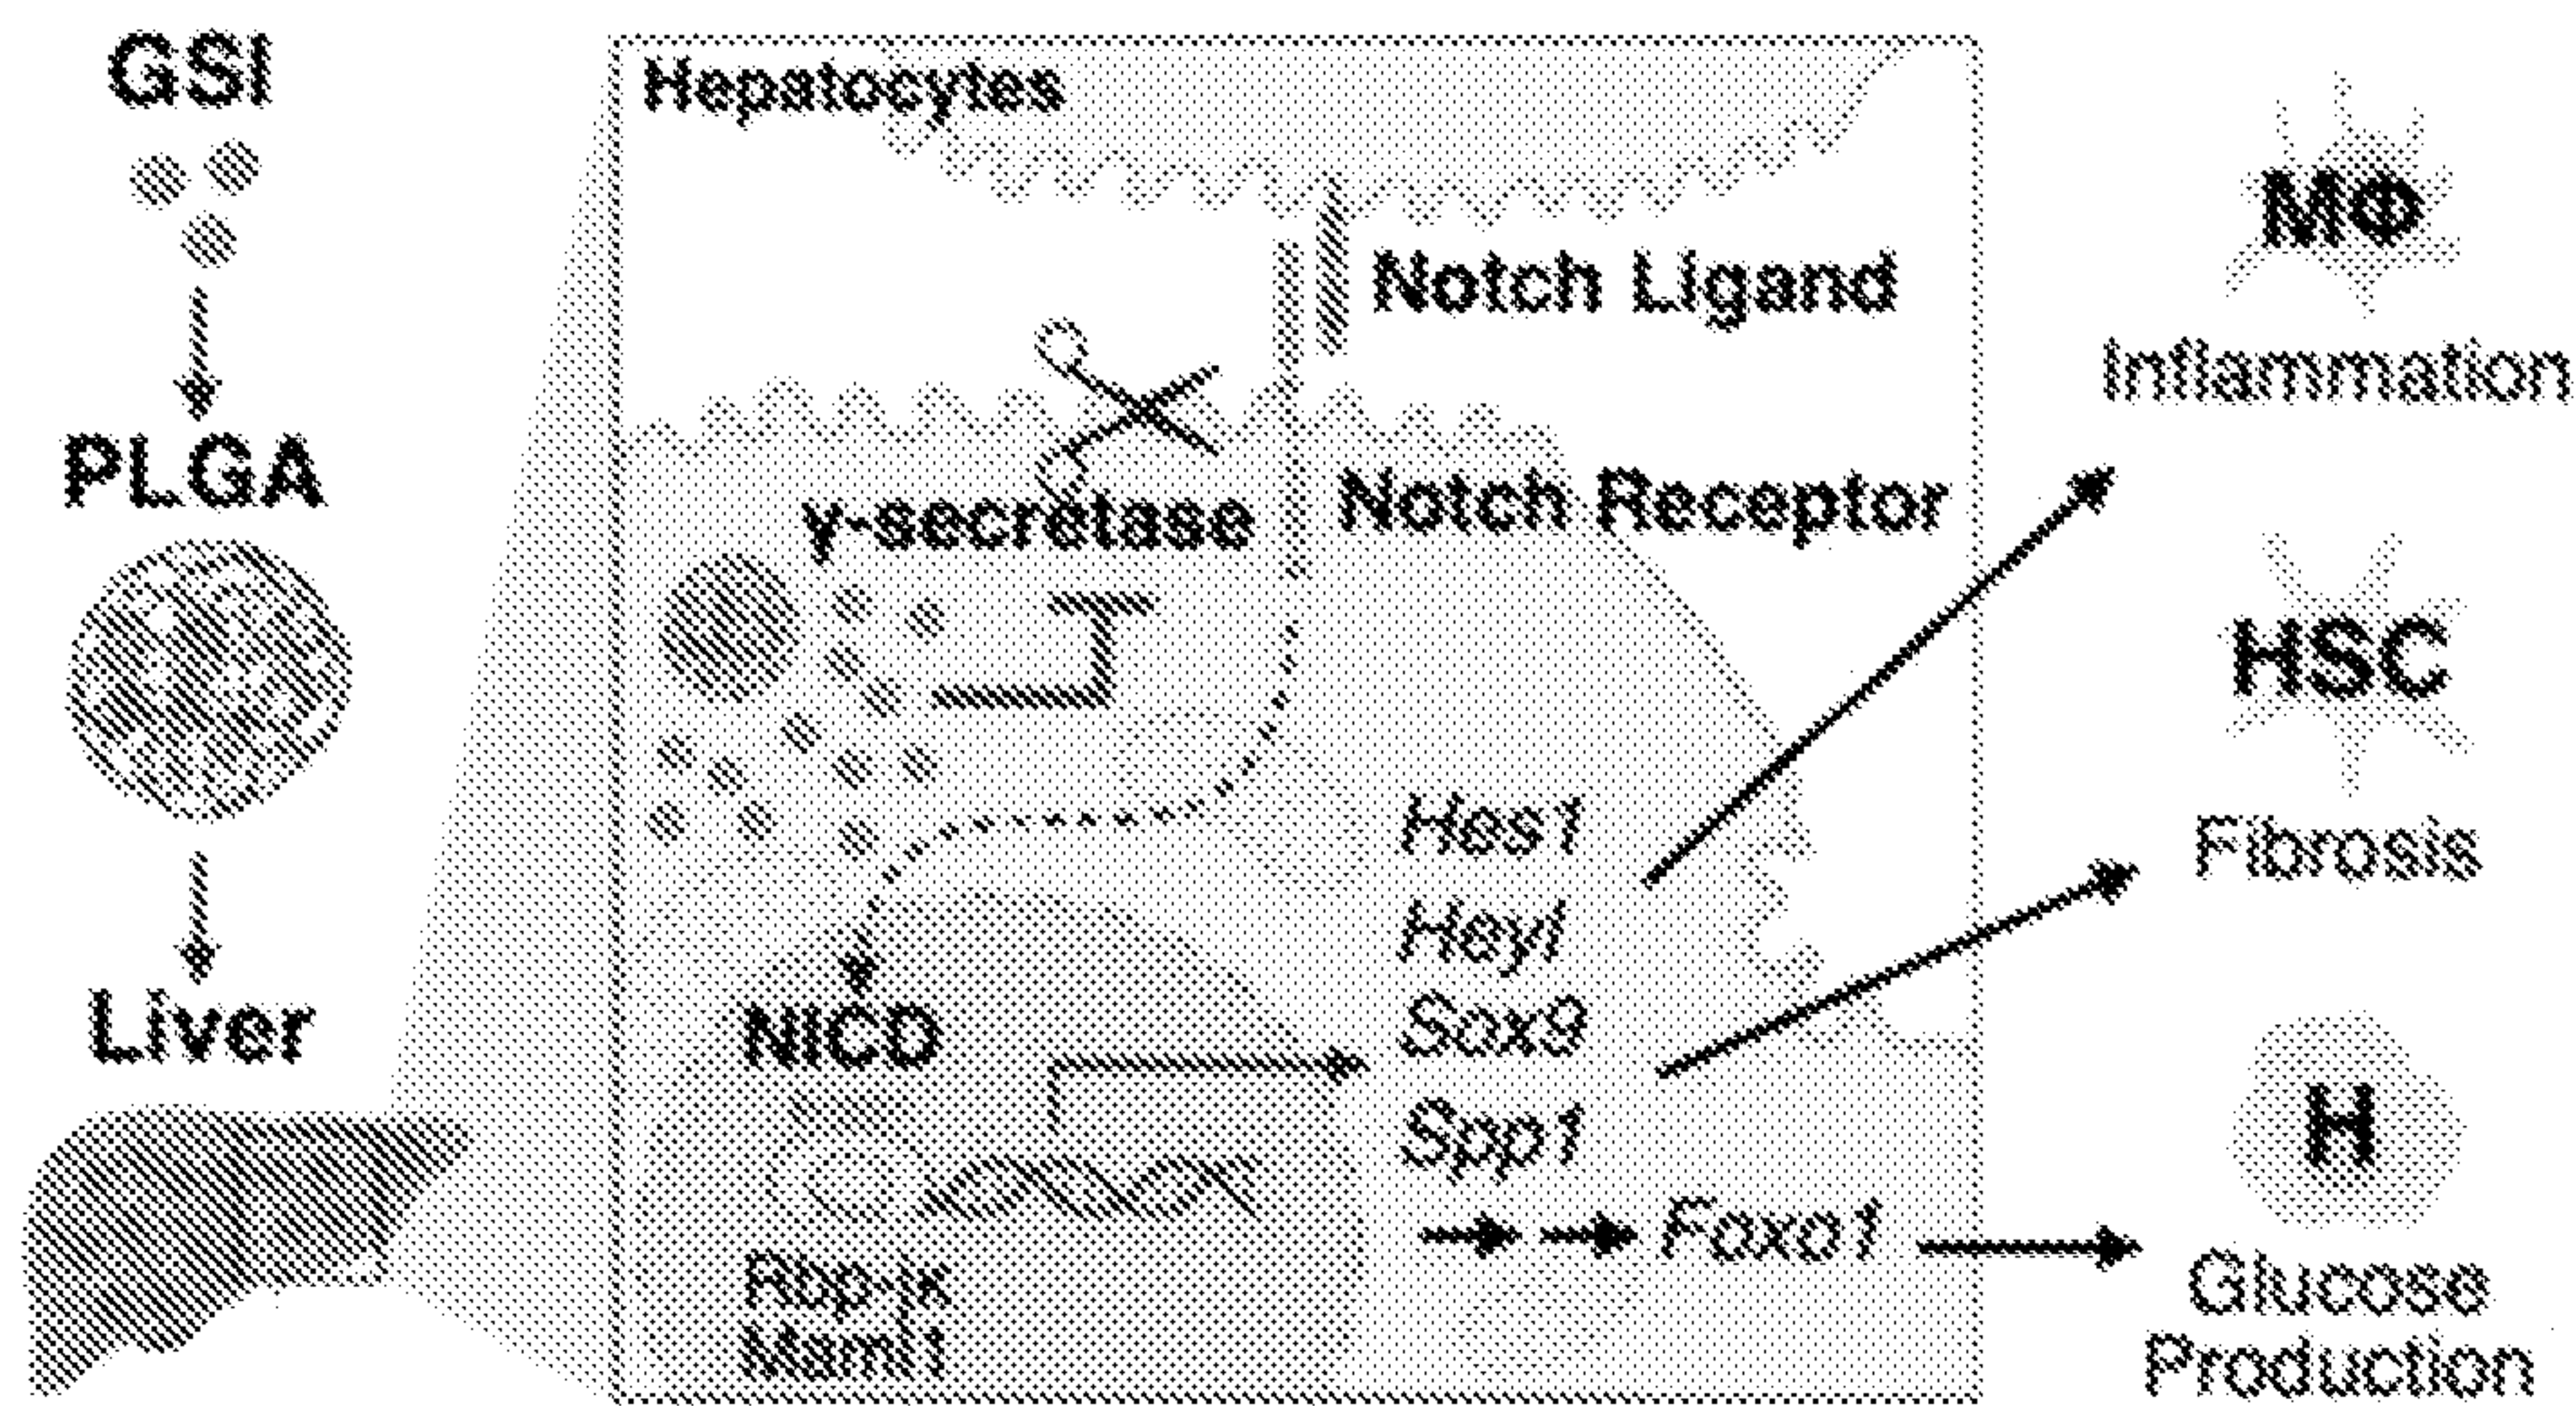 GSI
PLGA
Liver
Hepatocytes
Notch Ligand
γ-secretase
Notch Receptor
NICD
Rbp-jκ
Maml1
Hes1
Heyl
Sox9
Spp1
Foxo1
MΦ
Inflammation
HSC
Fibrosis
H
Glucose
Production